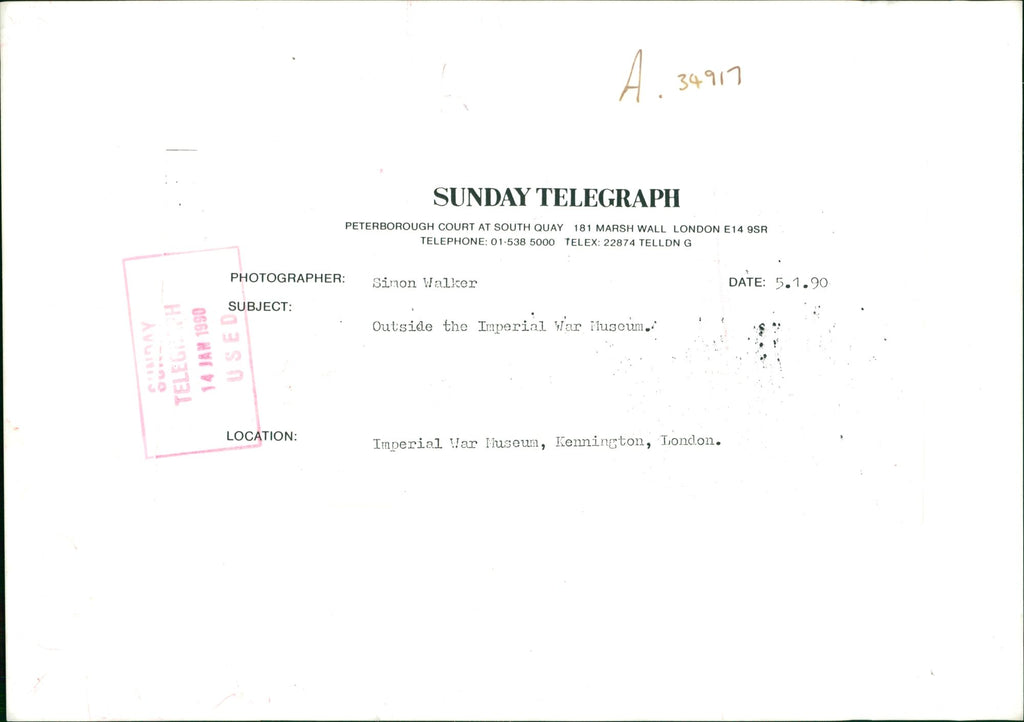 A. 34917
SUNDAY TELEGRAPH
PETERBOROUGH COURT AT SOUTH QUAY 181 MARSH WALL LONDON E14 9SR
TELEPHONE: 01-538 5000 TELEX: 22874 TELLDN G
PHOTOGRAPHER: Simon Walker DATE: 5.1.90
SUBJECT:
Outside the Imperial War Museum.
LOCATION: Imperial War Museum, Kennington, London.
SUNDAY
TELEGRAPH
14 JAN 1990
USED